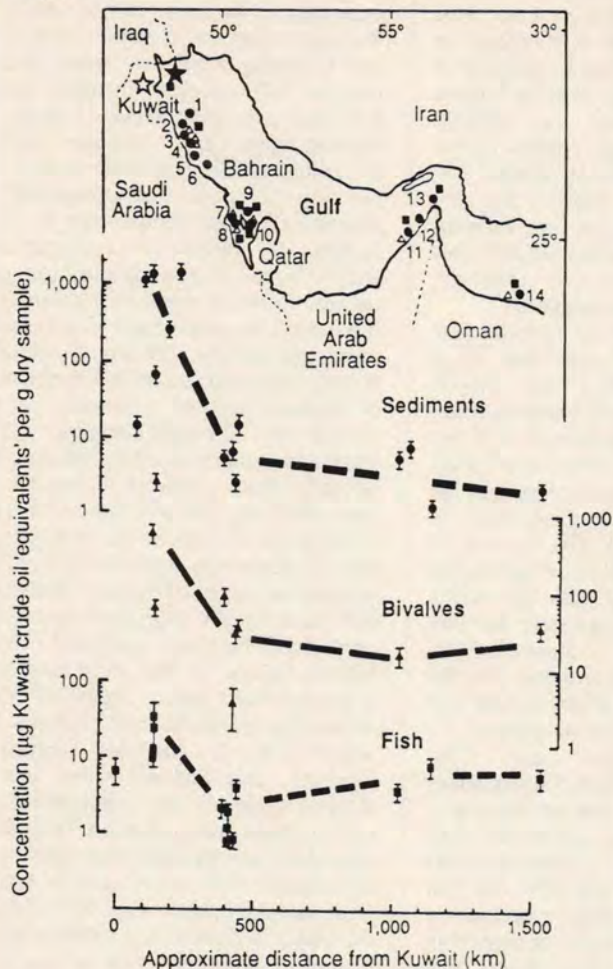 50° 55° 30°
Iraq
Kuwait
1
2
3
4
5
6
Iran
Saudi
Arabia
Bahrain
Gulf
7
8
9
10
Qatar
13
12
11
25°
14
United
Arab
Emirates
Oman
Concentration (µg Kuwait crude oil 'equivalents' per g dry sample)
1,000
100
10
1
Sediments
1,000
100
10
1
Bivalves
100
10
1
Fish
0 500 1,000 1,500
Approximate distance from Kuwait (km)